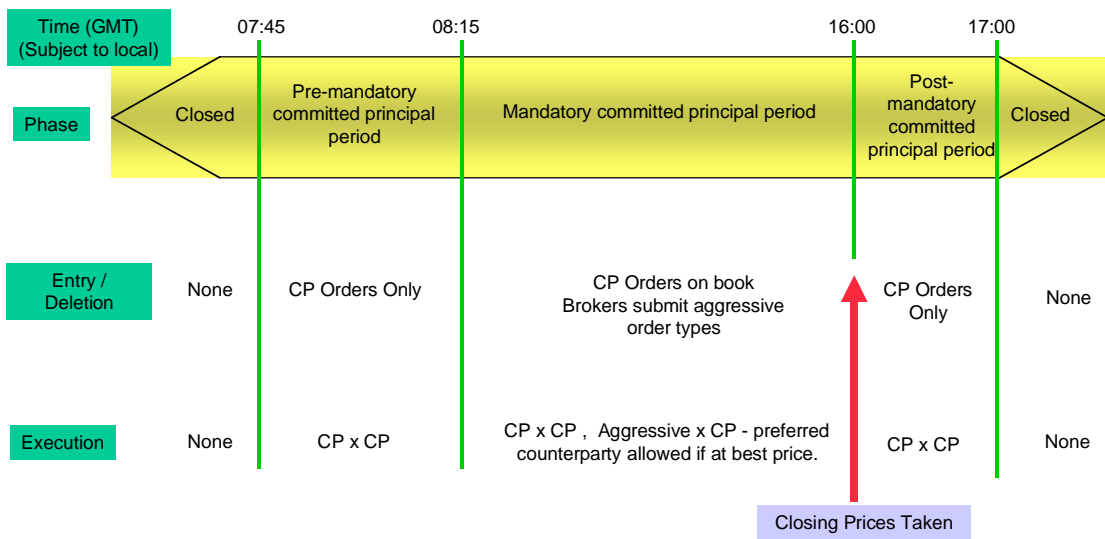 Time (GMT)
(Subject to local)
07:45
08:15
16:00
17:00
Phase
Closed
Pre-mandatory
committed principal
period
Mandatory committed principal period
Post-
mandatory
committed
principal period
Closed
Entry /
Deletion
None
CP Orders Only
CP Orders on book
Brokers submit aggressive
order types
CP Orders
Only
None
Execution
None
CP x CP
CP x CP , Aggressive x CP - preferred
counterparty allowed if at best price.
CP x CP
None
Closing Prices Taken